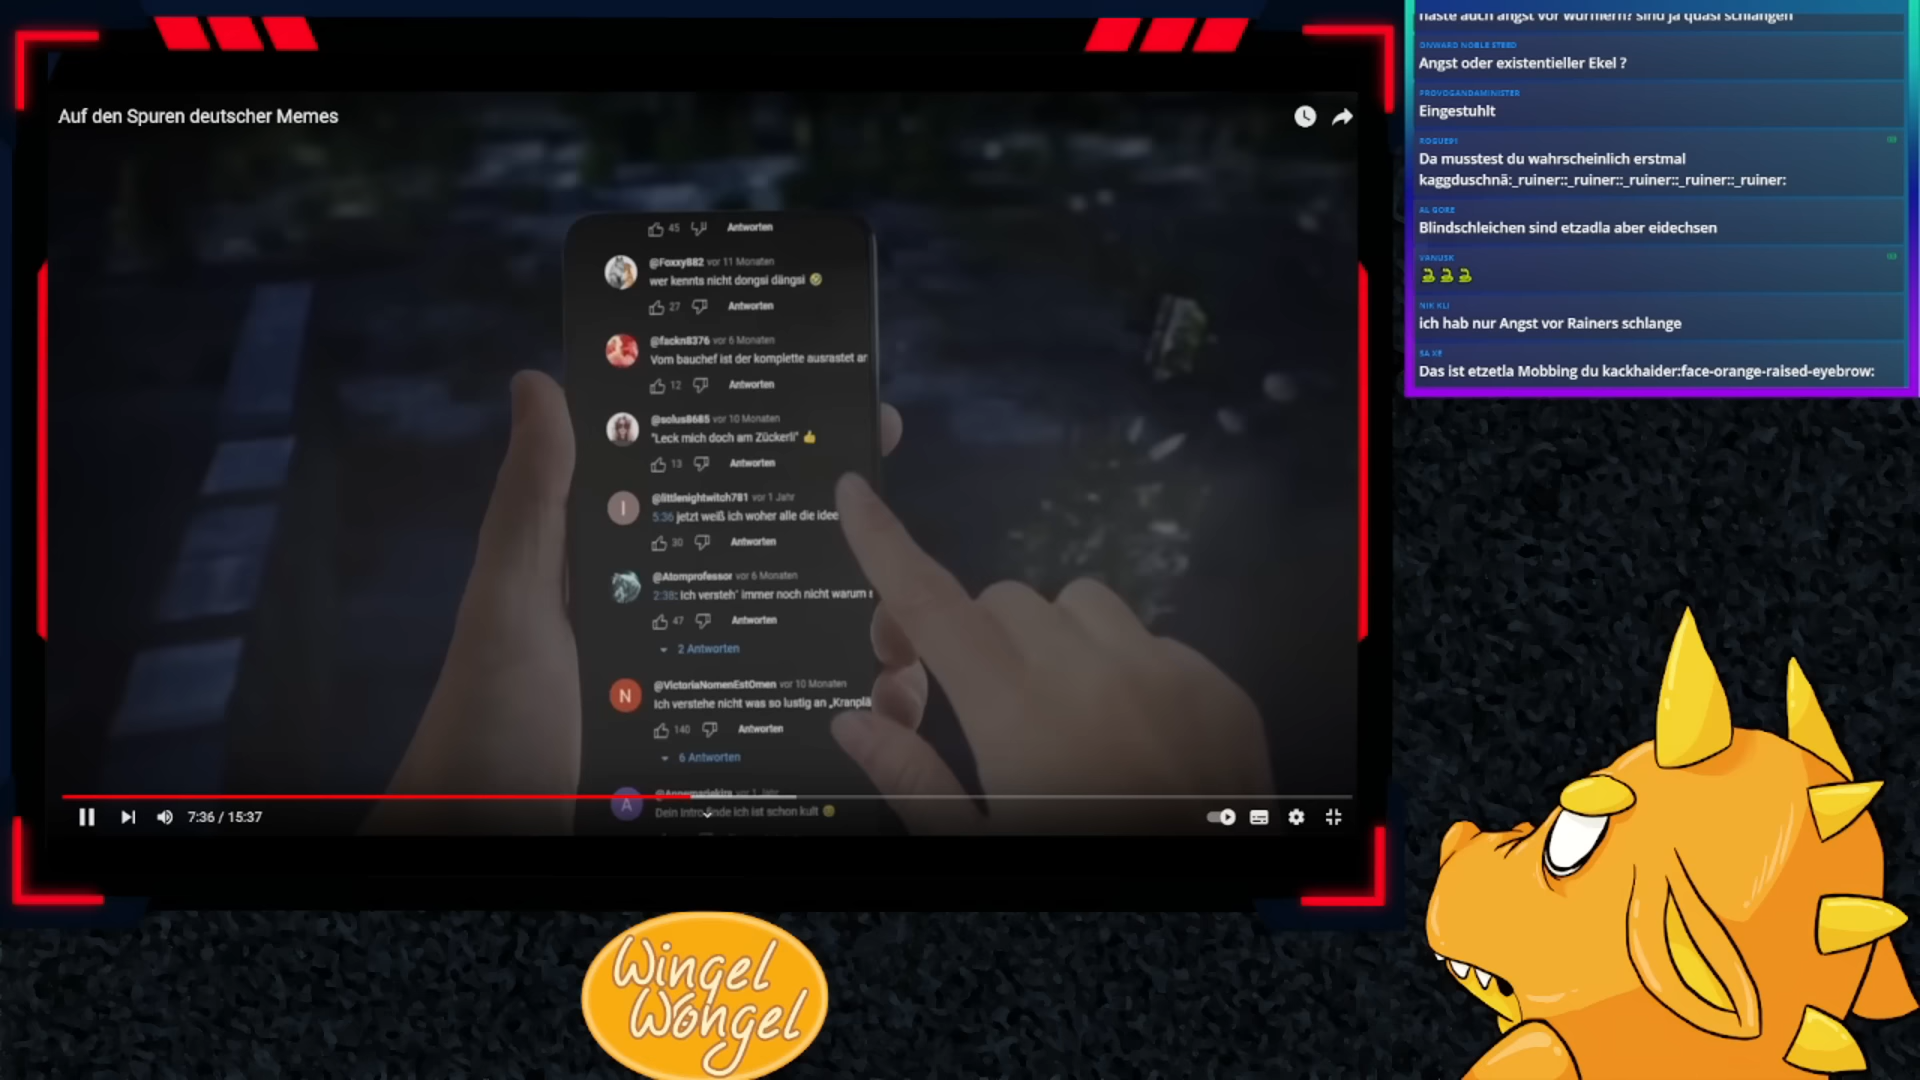 Auf den Spuren deutscher Memes
45 Antworten
@Foxxy882 vor 11 Monaten
wer kennts nicht dongsi dängsi 🤣
27 Antworten
@fackn8376 vor 6 Monaten
Vom bauchef ist der komplette ausrastet an
12 Antworten
@solus8685 vor 10 Monaten
"Leck mich doch am Zückerli" 👍
13 Antworten
@littlenightwitch781 vor 1 Jahr
5:36 jetzt weiß ich woher alle die idee
30 Antworten
@Atomprofessor vor 6 Monaten
2:38: Ich versteh' immer noch nicht warum
47 Antworten
2 Antworten
N
@VictoriaNomenEstOmen vor 10 Monaten
Ich verstehe nicht was so lustig an „Kranplä
140 Antworten
6 Antworten
A
vor 1 Jahr
Dein Intro/Ende ich ist schon kult
7:36 / 15:37
haste auch angst vor würmern? sind ja quasi schlangen
ONWARD NOBLE STEED
Angst oder existentieller Ekel ?
PROVOGANDAMINISTER
Eingestuhlt
ROGUE91
Da musstest du wahrscheinlich erstmal
kaggduschnä:_ruiner::_ruiner::_ruiner::_ruiner::_ruiner:
AL GORE
Blindschleichen sind etzadla aber eidechsen
VANUSK
🐍🐍🐍
NIK KLI
ich hab nur Angst vor Rainers schlange
SA XE
Das ist etzetla Mobbing du kackhaider:face-orange-raised-eyebrow:
Wingel
Wongel